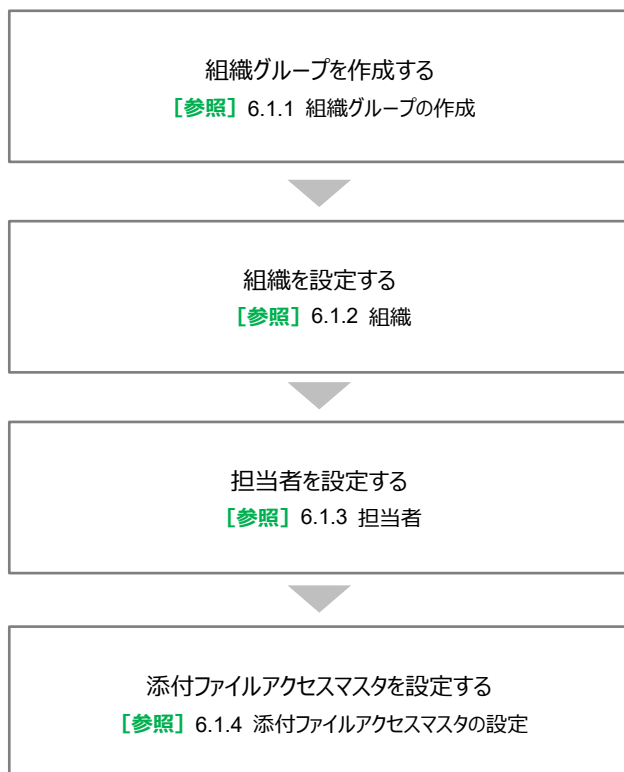 組織グループを作成する
[参照] 6.1.1 組織グループの作成
組織を設定する
[参照] 6.1.2 組織
担当者を設定する
[参照] 6.1.3 担当者
添付ファイルアクセスマスタを設定する
[参照] 6.1.4 添付ファイルアクセスマスタの設定